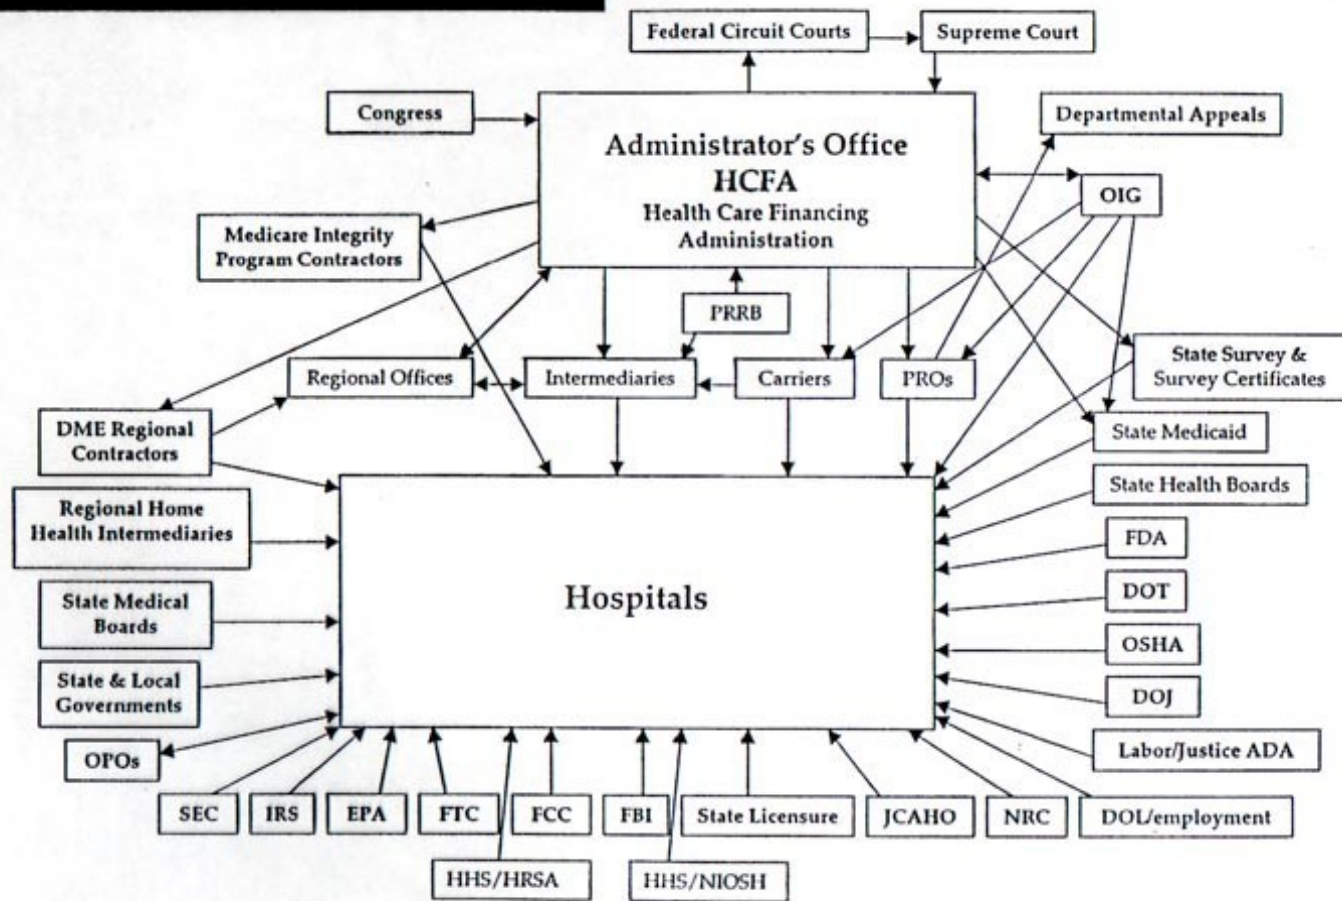 Federal Circuit Courts
Supreme Court
Congress
Administrator's Office
HCFA
Health Care Financing
Administration
Departmental Appeals
OIG
Medicare Integrity
Program Contractors
PRRB
Regional Offices
Intermediaries
Carriers
PROs
State Survey &
Survey Certificates
DME Regional
Contractors
State Medicaid
State Health Boards
Regional Home
Health Intermediaries
FDA
Hospitals
DOT
State Medical
Boards
OSHA
State & Local
Governments
DOJ
OPOs
Labor/Justice ADA
SEC
IRS
EPA
FTC
FCC
FBI
State Licensure
JCAHO
NRC
DOL/employment
HHS/HRSA
HHS/NIOSH